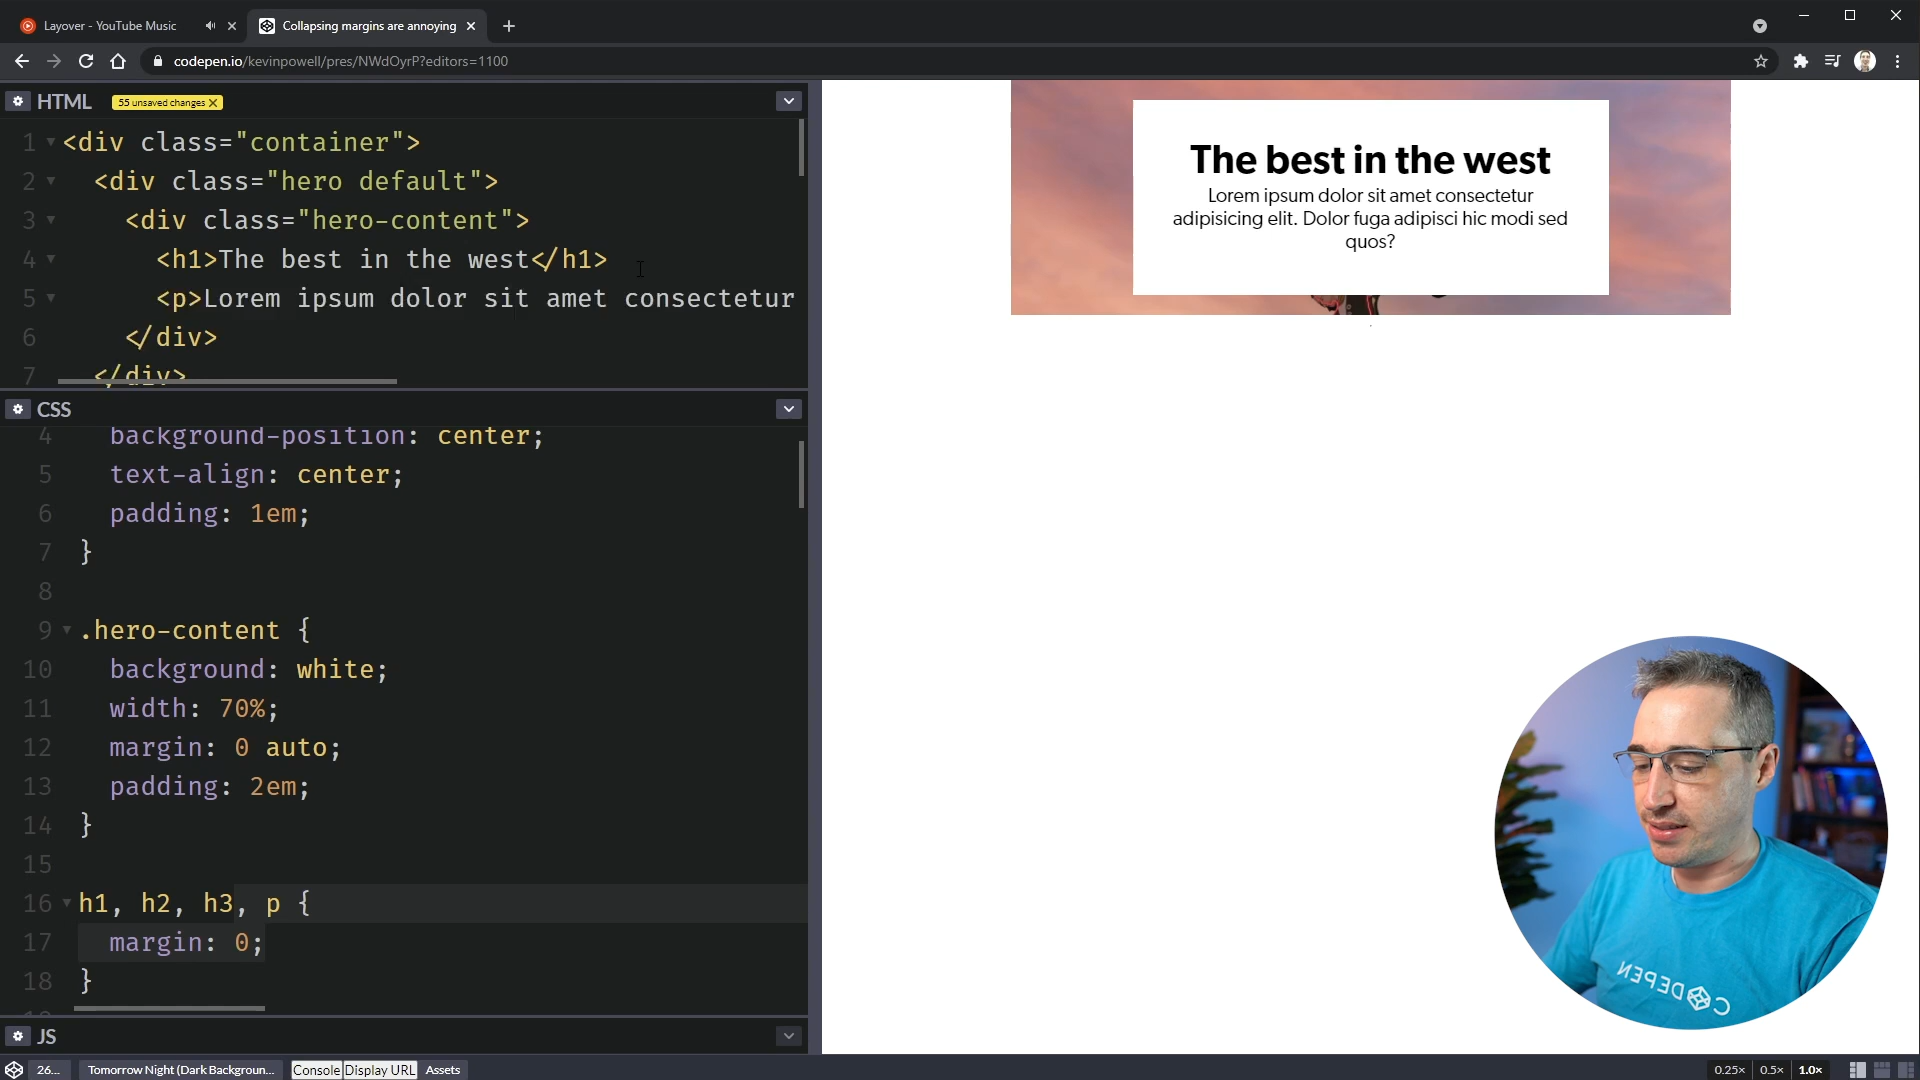 Layover - YouTube Music
Collapsing margins are annoying
codepen.io/kevinpowell/pres/NWdOyrP?editors=1100
HTML 55 unsaved changes
1 <div class="container">
2 <div class="hero default">
3 <div class="hero-content">
4 <h1>The best in the west</h1>
5 <p>Lorem ipsum dolor sit amet consectetur
6 </div>
7 </div>
CSS
4 background-position: center;
5 text-align: center;
6 padding: 1em;
7 }
8
9 .hero-content {
10 background: white;
11 width: 70%;
12 margin: 0 auto;
13 padding: 2em;
14 }
15
16 h1, h2, h3, p {
17 margin: 0;
18 }
JS
The best in the west
Lorem ipsum dolor sit amet consectetur
adipisicing elit. Dolor fuga adipisci hic modi sed
quos?
CODEPEN
26... Tomorrow Night (Dark Backgroun... Console Display URL Assets
0.25× 0.5× 1.0×